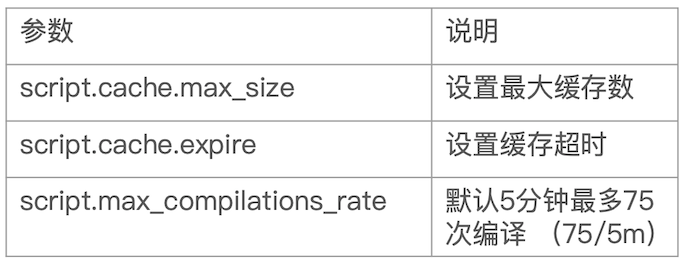 参数 说明
script.cache.max_size 设置最大缓存数
script.cache.expire 设置缓存超时
script.max_compilations_rate 默认5分钟最多75
次编译 （75/5m）